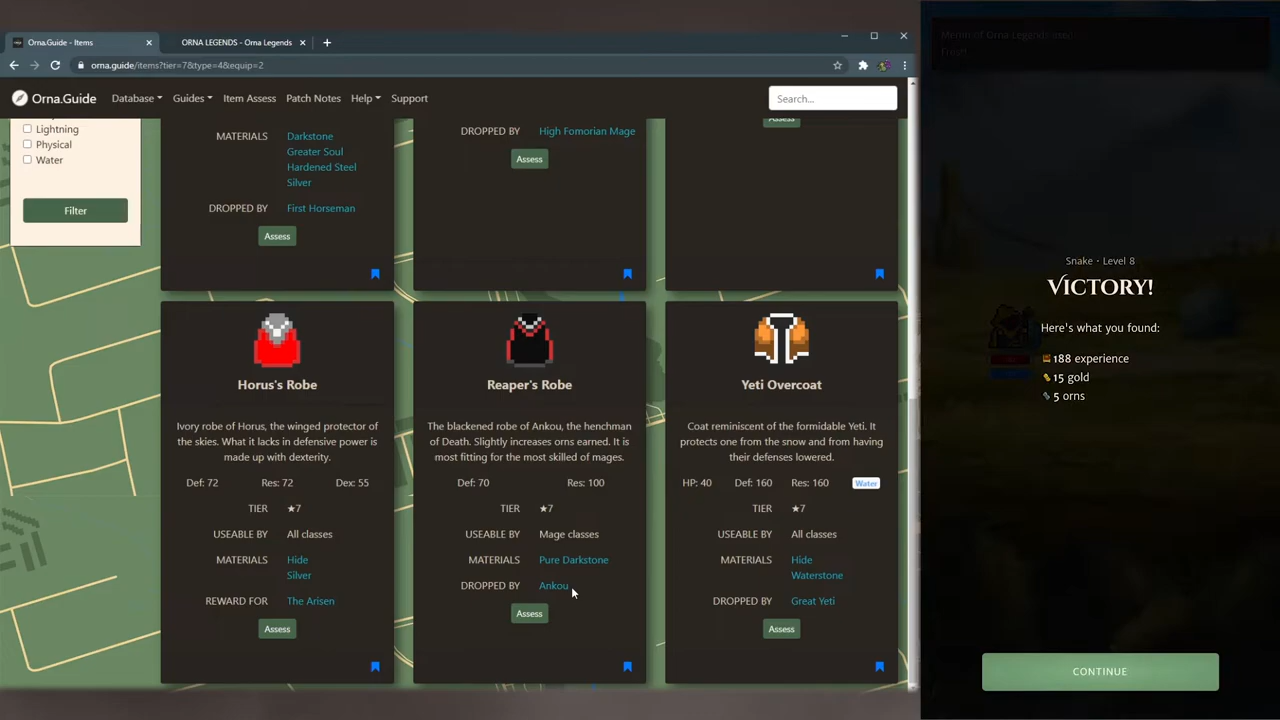 Orna.Guide - Items
ORNA LEGENDS - Orna Legends
orna.guide/items?tier=7&type=4&equip=2
Orna.Guide
Database
Guides
Item Assess
Patch Notes
Help
Support
Search...
Lightning
Physical
Water
Filter
MATERIALS
Darkstone
Greater Soul
Hardened Steel
Silver
DROPPED BY
First Horseman
Assess
DROPPED BY
High Fomorian Mage
Assess
Assess
Horus's Robe
Ivory robe of Horus, the winged protector of
the skies. What it lacks in defensive power is
made up with dexterity.
Def: 72 Res: 72 Dex: 55
TIER ★7
USEABLE BY All classes
MATERIALS Hide
Silver
REWARD FOR The Arisen
Assess
Reaper's Robe
The blackened robe of Ankou, the henchman
of Death. Slightly increases orns earned. It is
most fitting for the most skilled of mages.
Def: 70 Res: 100
TIER ★7
USEABLE BY Mage classes
MATERIALS Pure Darkstone
DROPPED BY Ankou
Assess
Yeti Overcoat
Coat reminiscent of the formidable Yeti. It
protects one from the snow and from having
their defenses lowered.
HP: 40 Def: 160 Res: 160 Water
TIER ★7
USEABLE BY All classes
MATERIALS Hide
Waterstone
DROPPED BY Great Yeti
Assess
Snake · Level 8
VICTORY!
Here's what you found:
188 experience
15 gold
5 orns
CONTINUE